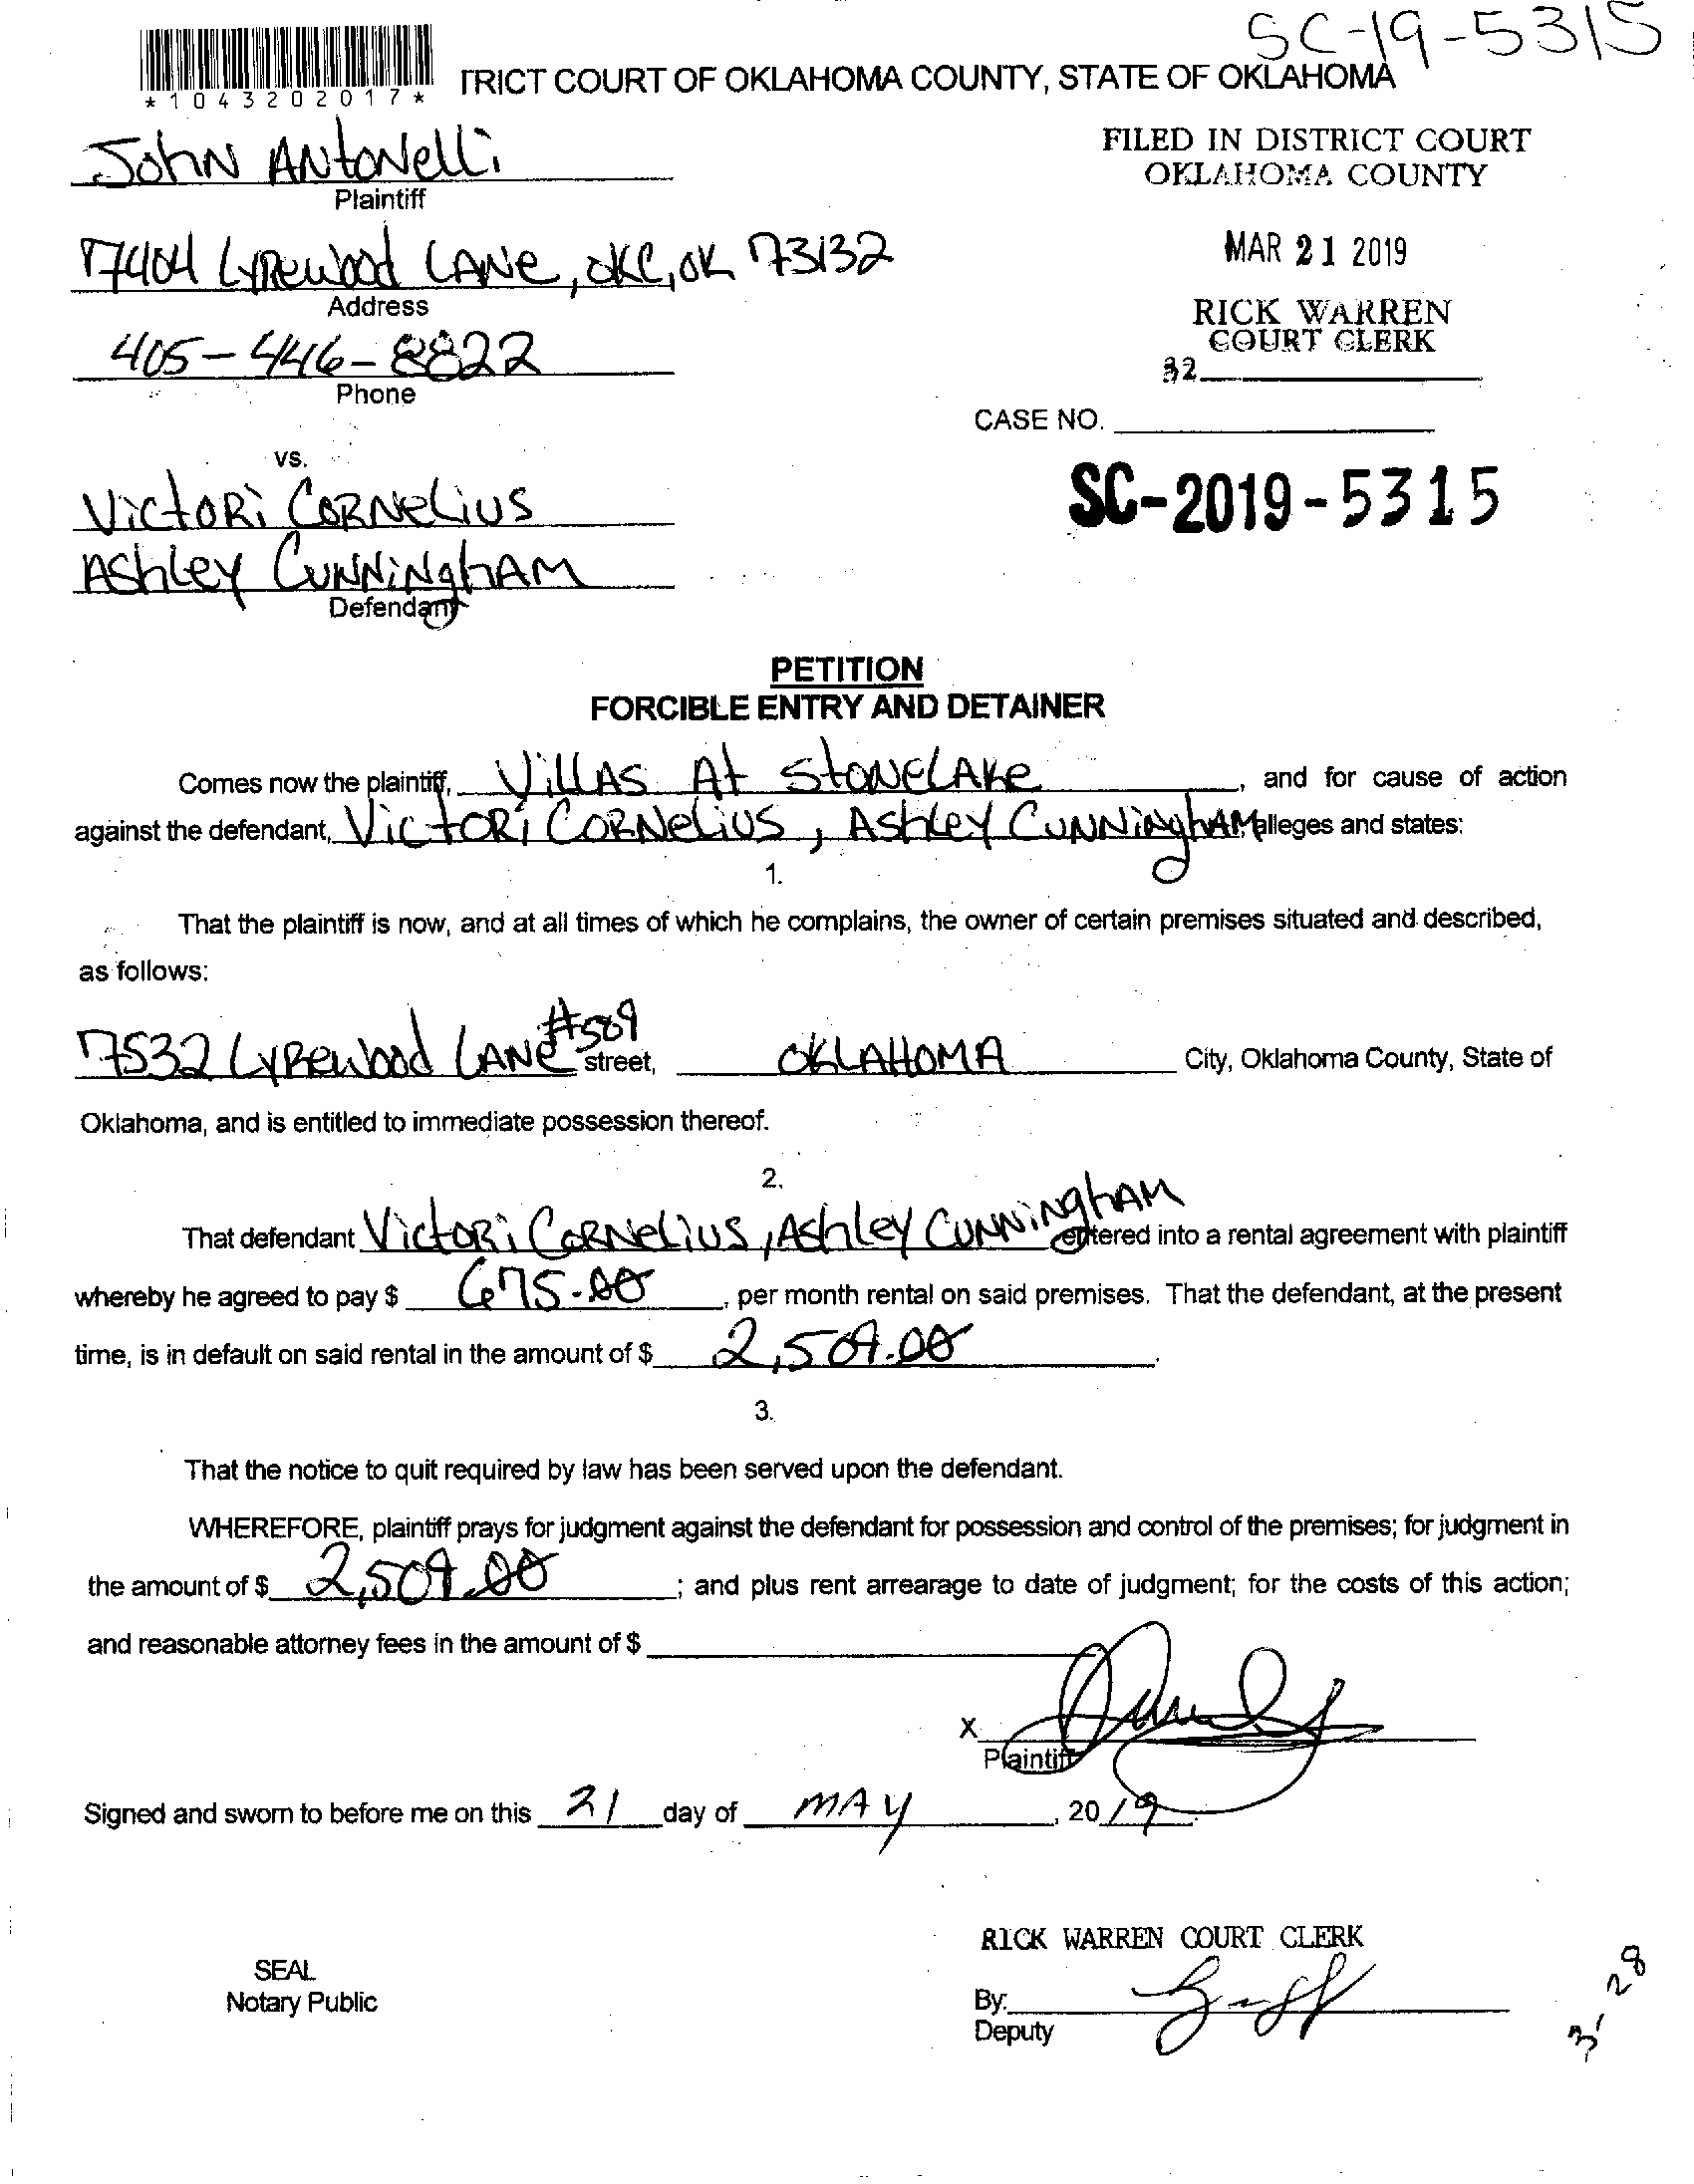 SC-19-5315
*1043202017*
TRICT COURT OF OKLAHOMA COUNTY, STATE OF OKLAHOMA
John Antonelli
Plaintiff
FILED IN DISTRICT COURT
OKLAHOMA COUNTY
7404 Lyrewood Lane, OKC, OK 73132
Address
MAR 21 2019
RICK WARREN
COURT CLERK
32
405-446-8822
Phone
CASE NO.
vs.
SC-2019-5315
Victori Cornelius
Ashley Cunningham
Defendant
PETITION
FORCIBLE ENTRY AND DETAINER
Comes now the plaintiff, Villas At Stonelake, and for cause of action
against the defendant, Victori Cornelius, Ashley Cunningham, alleges and states:
1.
That the plaintiff is now, and at all times of which he complains, the owner of certain premises situated and described,
as follows:
7532 Lyrewood Lane #509 street, OKLAHOMA City, Oklahoma County, State of
Oklahoma, and is entitled to immediate possession thereof.
2.
That defendant Victori Cornelius, Ashley Cunningham entered into a rental agreement with plaintiff
whereby he agreed to pay $ 675.00, per month rental on said premises. That the defendant, at the present
time, is in default on said rental in the amount of $ 2,509.00.
3.
That the notice to quit required by law has been served upon the defendant.
WHEREFORE, plaintiff prays for judgment against the defendant for possession and control of the premises; for judgment in
the amount of $ 2,509.00; and plus rent arrearage to date of judgment; for the costs of this action;
and reasonable attorney fees in the amount of $
X
Plaintiff
Signed and sworn to before me on this 21 day of MAY, 2019.
RICK WARREN COURT CLERK
SEAL
Notary Public
By:
Deputy
3-28